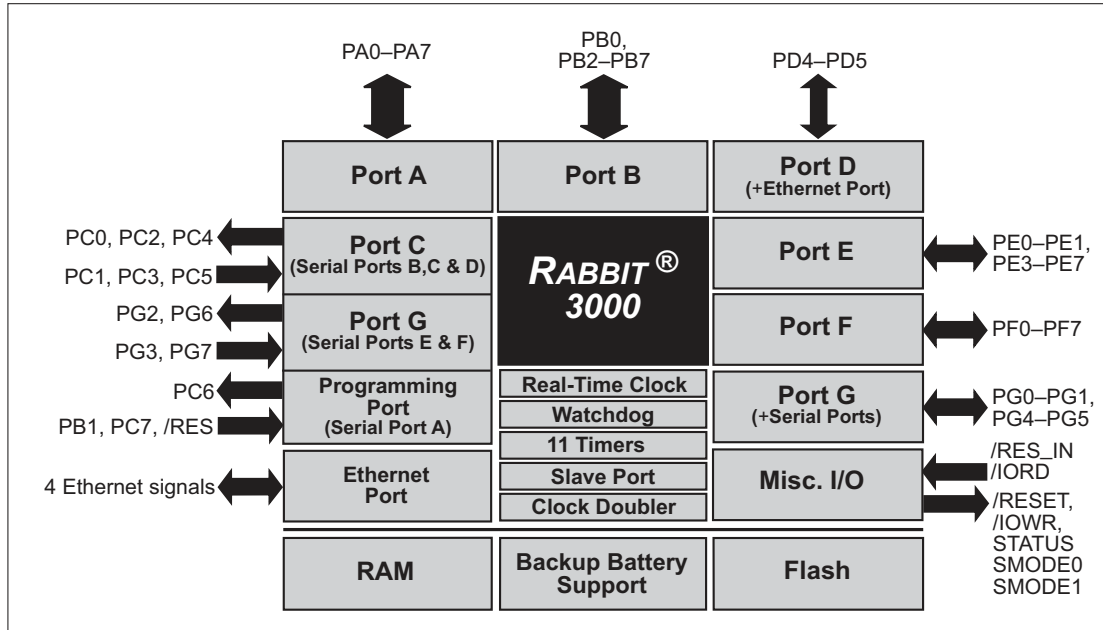 PA0–PA7
PB0,
PB2–PB7
PD4–PD5
Port A
Port B
Port D
(+Ethernet Port)
PC0, PC2, PC4
PC1, PC3, PC5
Port C
(Serial Ports B,C & D)
RABBIT ®
3000
Port E
PE0–PE1,
PE3–PE7
PG2, PG6
PG3, PG7
Port G
(Serial Ports E & F)
Port F
PF0–PF7
PC6
PB1, PC7, /RES
Programming
Port
(Serial Port A)
Real-Time Clock
Watchdog
11 Timers
Slave Port
Clock Doubler
Port G
(+Serial Ports)
PG0–PG1,
PG4–PG5
4 Ethernet signals
Ethernet
Port
Misc. I/O
/RES_IN
/IORD
/RESET,
/IOWR,
STATUS
SMODE0
SMODE1
RAM
Backup Battery
Support
Flash